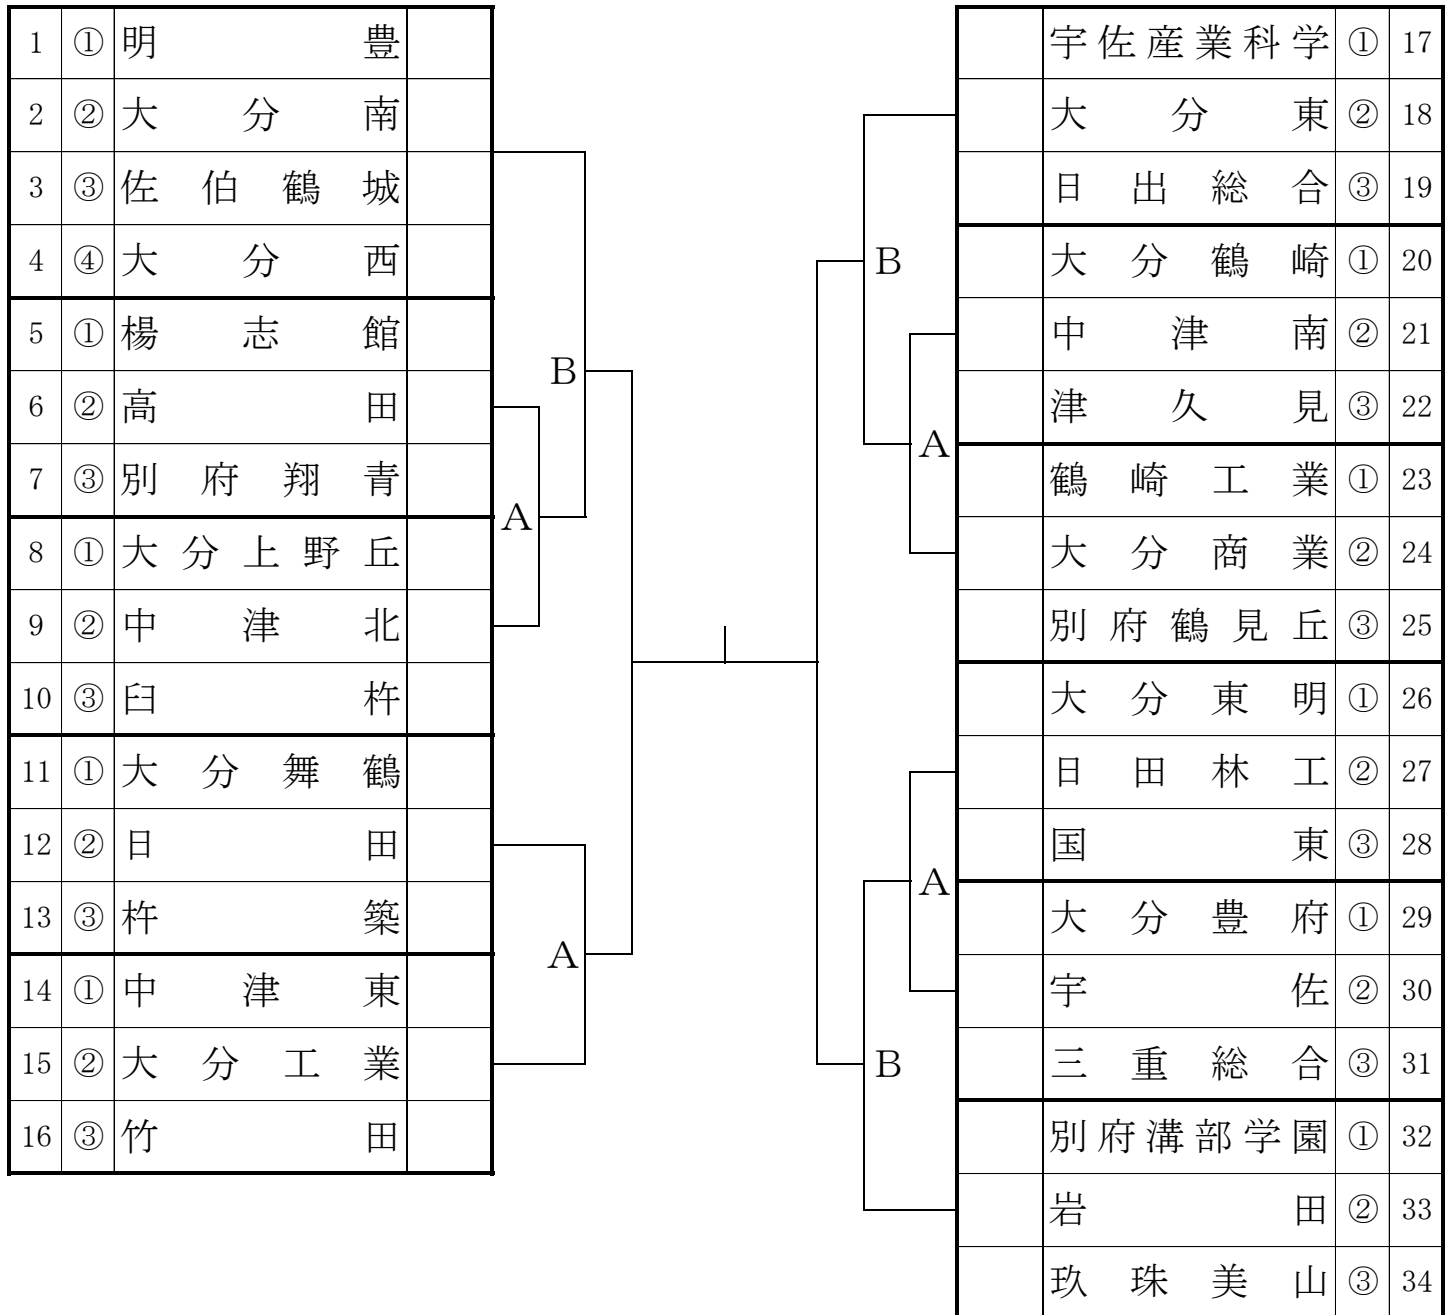 1 ① 明豊
2 ② 大分南
3 ③ 佐伯鶴城
4 ④ 大分西
5 ① 楊志館
6 ② 高田
7 ③ 別府翔青
8 ① 大分上野丘
9 ② 中津北
10 ③ 臼杵
11 ① 大分舞鶴
12 ② 日田
13 ③ 杵築
14 ① 中津東
15 ② 大分工業
16 ③ 竹田
B
A
A
B
A
A
B
宇佐産業科学 ① 17
大分東 ② 18
日出総合 ③ 19
大分鶴崎 ① 20
中津南 ② 21
津久見 ③ 22
鶴崎工業 ① 23
大分商業 ② 24
別府鶴見丘 ③ 25
大分東明 ① 26
日田林工 ② 27
国東 ③ 28
大分豊府 ① 29
宇佐 ② 30
三重総合 ③ 31
別府溝部学園 ① 32
岩田 ② 33
玖珠美山 ③ 34